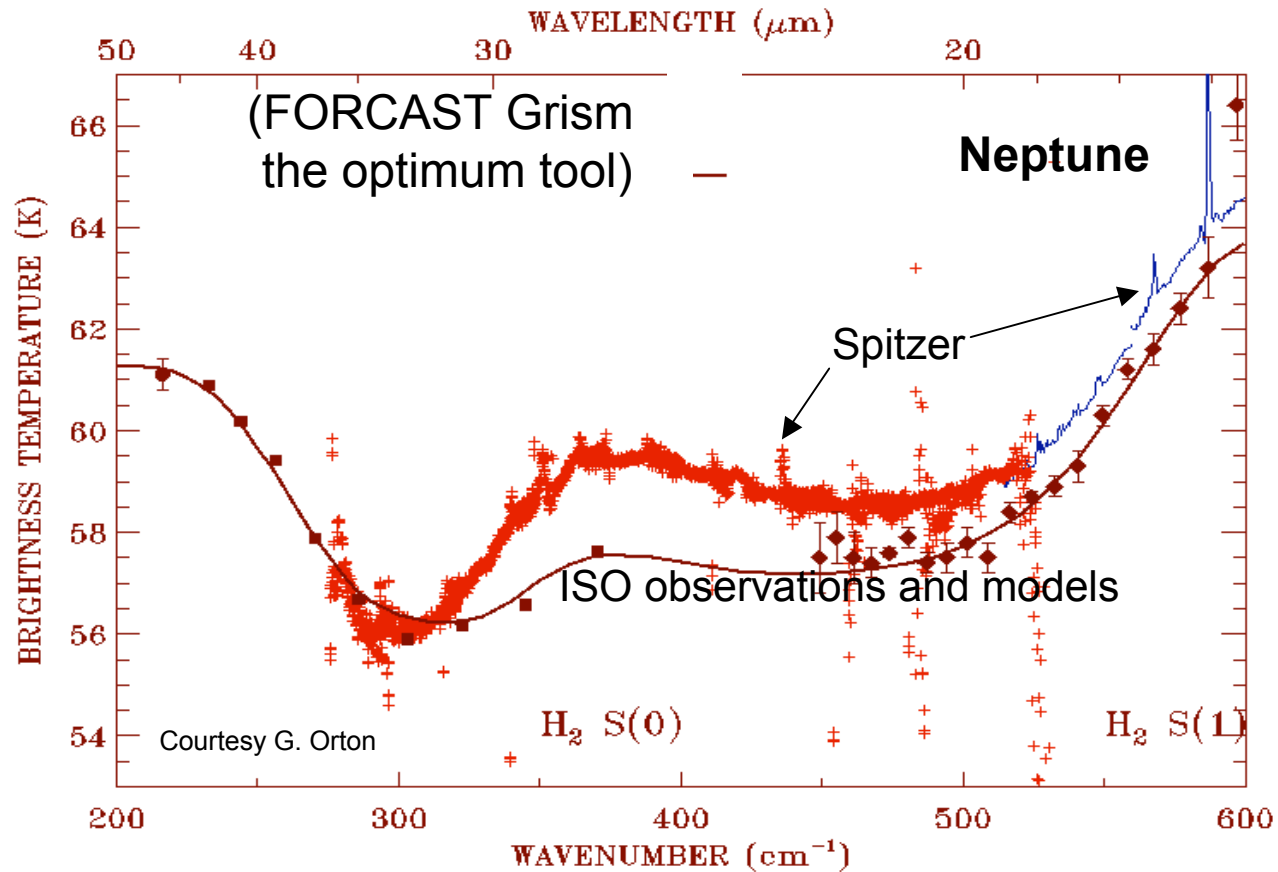 WAVELENGTH (μm)
50 40 30 20
(FORCAST Grism
the optimum tool)
Neptune
66
64
62
60
58
56
54
BRIGHTNESS TEMPERATURE (K)
Spitzer
ISO observations and models
H₂ S(0)
H₂ S(1)
Courtesy G. Orton
200 300 400 500 600
WAVENUMBER (cm⁻¹)